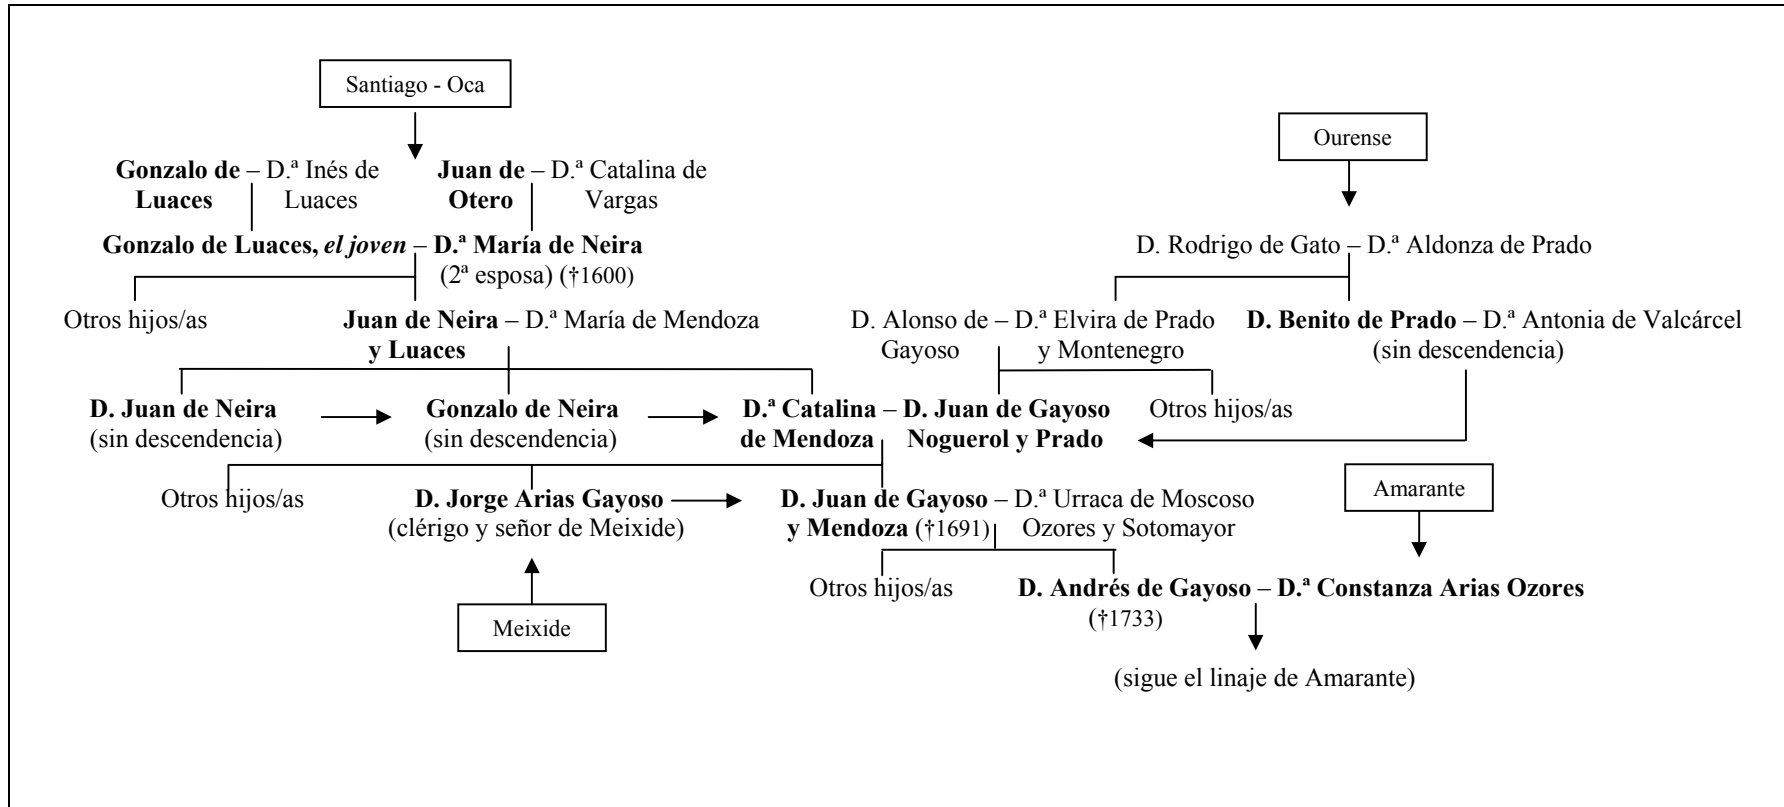 Santiago - Oca
Ourense
Gonzalo de – D.ª Inés de
Luaces Luaces
Juan de – D.ª Catalina de
Otero Vargas
Gonzalo de Luaces, el joven – D.ª María de Neira
(2ª esposa) (†1600)
D. Rodrigo de Gato – D.ª Aldonza de Prado
Otros hijos/as
Juan de Neira – D.ª María de Mendoza
y Luaces
D. Alonso de – D.ª Elvira de Prado
Gayoso y Montenegro
D. Benito de Prado – D.ª Antonia de Valcárcel
(sin descendencia)
D. Juan de Neira
(sin descendencia)
Gonzalo de Neira
(sin descendencia)
D.ª Catalina – D. Juan de Gayoso
de Mendoza Noguerol y Prado
Otros hijos/as
Otros hijos/as
D. Jorge Arias Gayoso
(clérigo y señor de Meixide)
D. Juan de Gayoso – D.ª Urraca de Moscoso
y Mendoza (†1691) Ozores y Sotomayor
Amarante
Meixide
Otros hijos/as
D. Andrés de Gayoso – D.ª Constanza Arias Ozores
(†1733)
(sigue el linaje de Amarante)